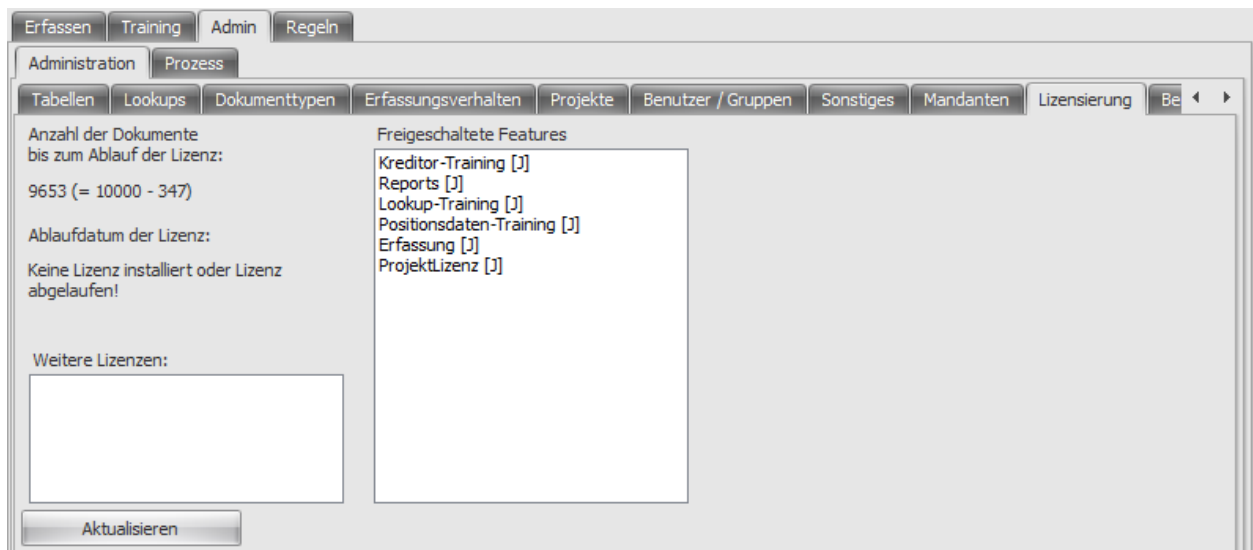 Erfassen Training Admin Regeln
Administration Prozess
Tabellen Lookups Dokumenttypen Erfassungsverhalten Projekte Benutzer / Gruppen Sonstiges Mandanten Lizensierung Be
Anzahl der Dokumente
bis zum Ablauf der Lizenz:
9653 (= 10000 - 347)
Ablaufdatum der Lizenz:
Keine Lizenz installiert oder Lizenz
abgelaufen!
Weitere Lizenzen:
Aktualisieren
Freigeschaltete Features
Kreditor-Training [J]
Reports [J]
Lookup-Training [J]
Positionsdaten-Training [J]
Erfassung [J]
ProjektLizenz [J]